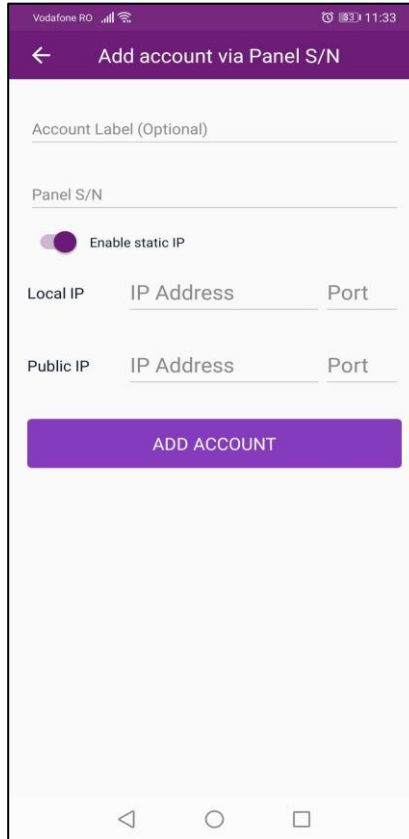 Vodafone RO 83 11:33
Add account via Panel S/N
Account Label (Optional)
Panel S/N
Enable static IP
Local IP IP Address Port
Public IP IP Address Port
ADD ACCOUNT